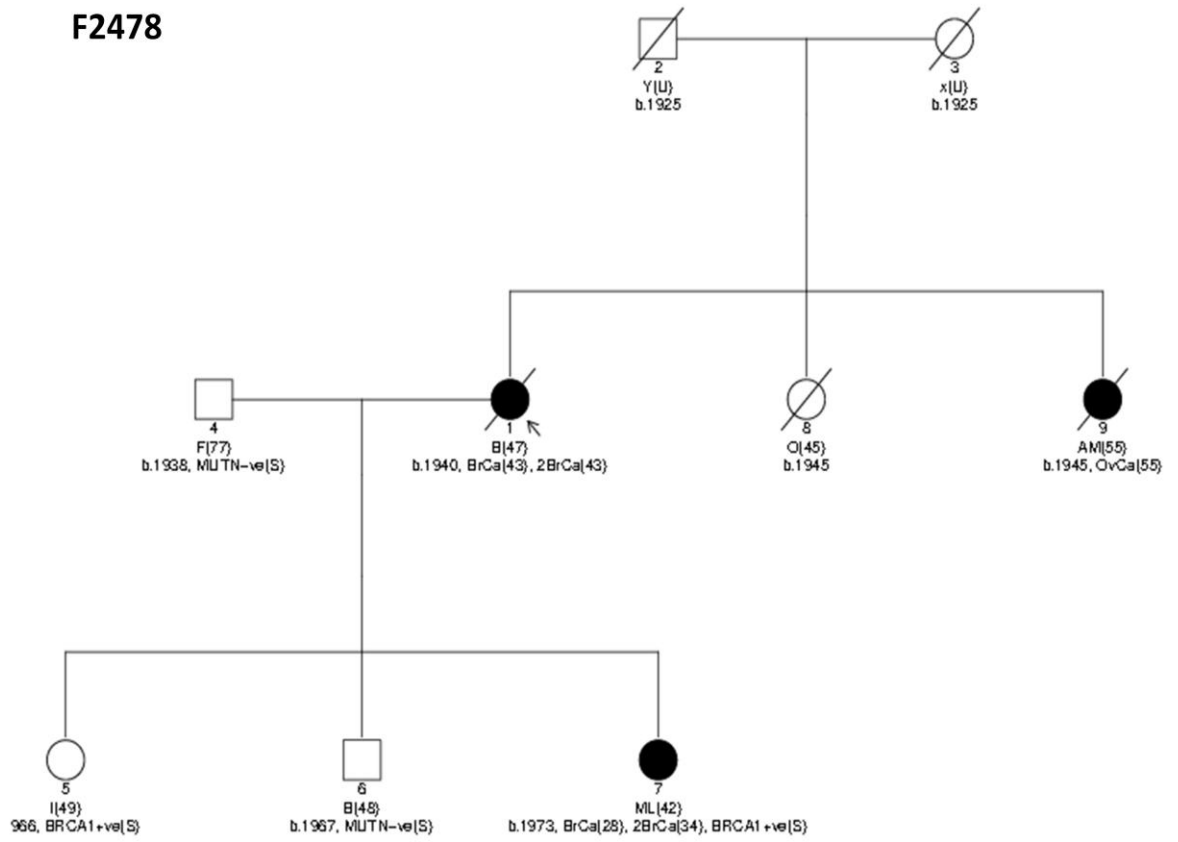 F2478
2 3
Y(U) x(U)
b.1925 b.1925
4 1 8 9
F(77) B(47) O(45) AM(55)
b.1938, MUTN-ve(S) b.1940, BrCa(43), 2BrCa(43) b.1945 b.1945, OvCa(55)
5 6 7
I(49) B(48) ML(42)
966, BRCA1+ve(S) b.1967, MUTN-ve(S) b.1973, BrCa(28), 2BrCa(34), BRCA1+ve(S)